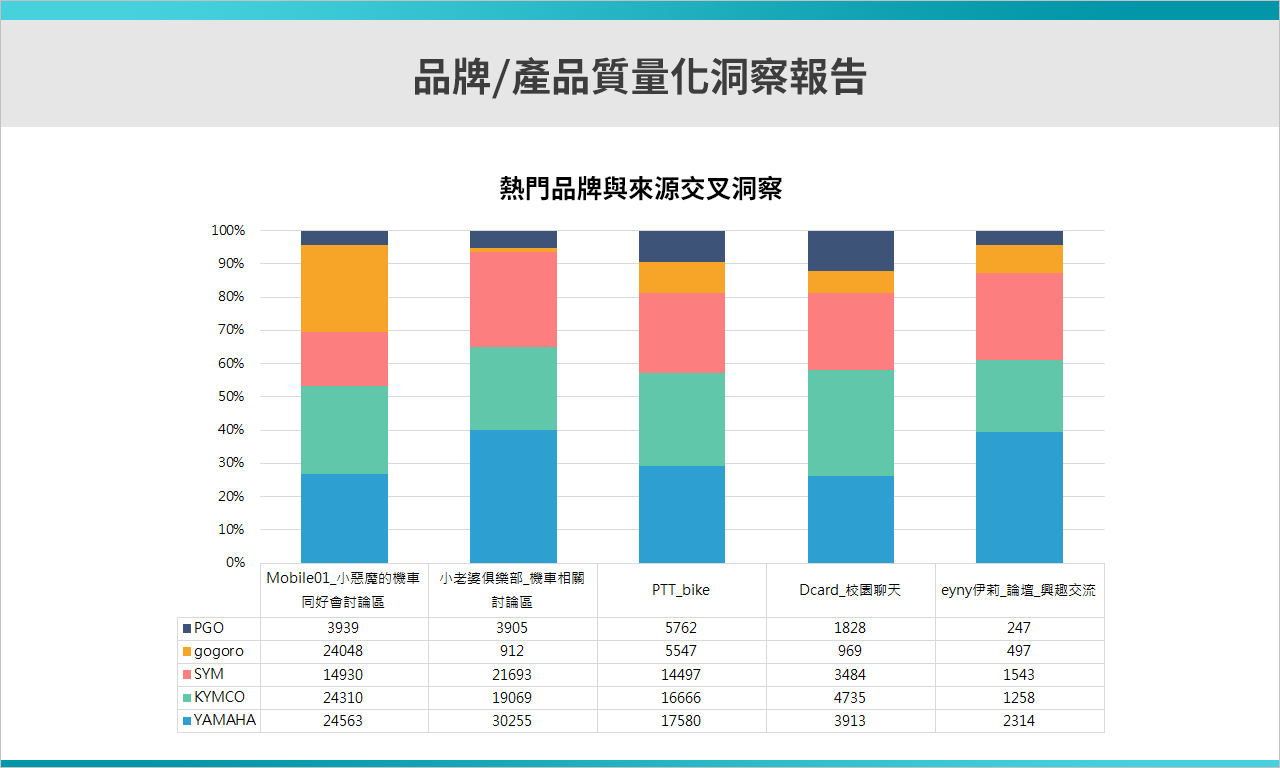 品牌/產品質量化洞察報告
熱門品牌與來源交叉洞察
100%
90%
80%
70%
60%
50%
40%
30%
20%
10%
0%
Mobile01_小惡魔的機車
同好會討論區
小老婆俱樂部_機車相關
討論區
PTT_bike
Dcard_校園聊天
eyny伊莉_論壇_興趣交流
PGO 3939 3905 5762 1828 247
gogoro 24048 912 5547 969 497
SYM 14930 21693 14497 3484 1543
KYMCO 24310 19069 16666 4735 1258
YAMAHA 24563 30255 17580 3913 2314